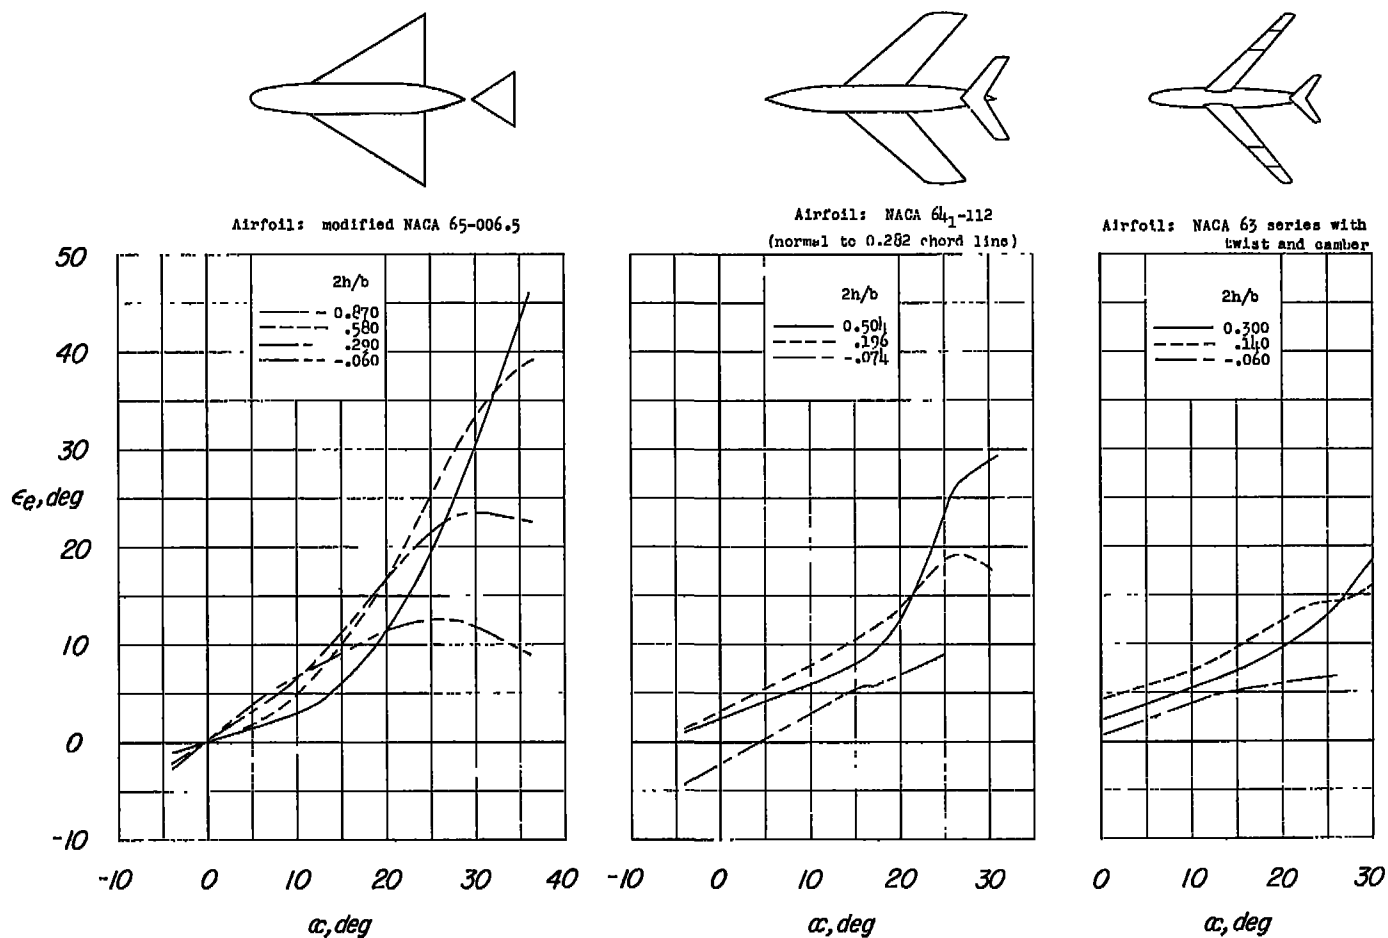 Airfoil: modified NACA 65-006.5
Airfoil: NACA 64₁-112
(normal to 0.282 chord line)
Airfoil: NACA 63 series with
twist and camber
50
40
30
20
10
0
-10
ϵe, deg
2h/b
0.870
.580
.290
-.060
2h/b
0.504
.196
-.074
2h/b
0.300
.140
-.060
-10 0 10 20 30 40
-10 0 10 20 30
0 10 20 30
α, deg
α, deg
α, deg